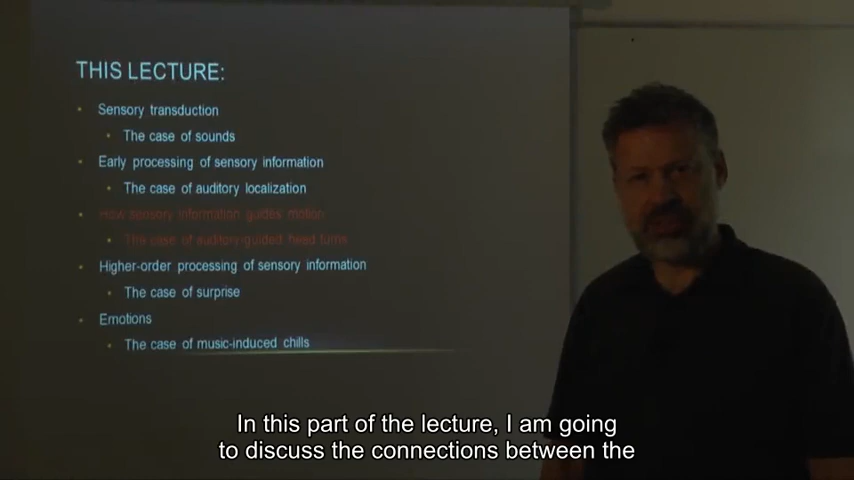 THIS LECTURE:
Sensory transduction
The case of sounds
Early processing of sensory information
The case of auditory localization
How sensory information guides motion
The case of auditory-guided head turns
Higher-order processing of sensory information
The case of surprise
Emotions
The case of music-induced chills
In this part of the lecture, I am going
to discuss the connections between the